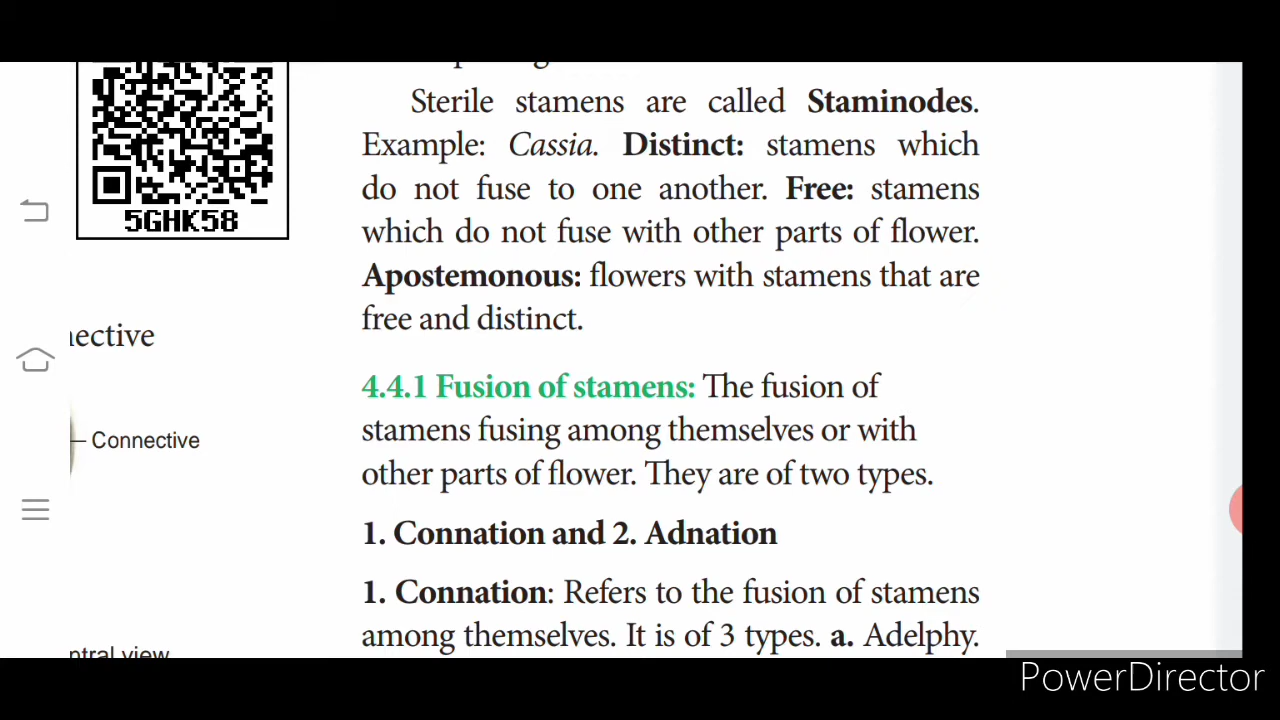 5GHK58
Connective
Sterile stamens are called Staminodes.
Example: Cassia. Distinct: stamens which
do not fuse to one another. Free: stamens
which do not fuse with other parts of flower.
Apostemonous: flowers with stamens that are
free and distinct.
4.4.1 Fusion of stamens: The fusion of
stamens fusing among themselves or with
other parts of flower. They are of two types.
1. Connation and 2. Adnation
1. Connation: Refers to the fusion of stamens
among themselves. It is of 3 types. a. Adelphy.
PowerDirector